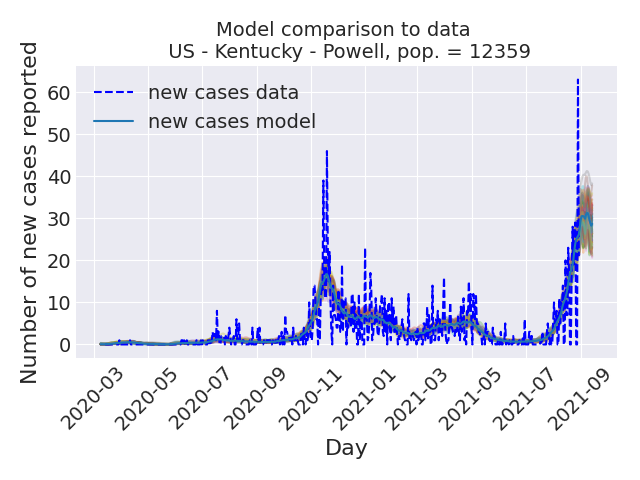 Model comparison to data
US - Kentucky - Powell, pop. = 12359
Number of new cases reported
60
50
40
30
20
10
0
new cases data
new cases model
2020-03
2020-05
2020-07
2020-09
2020-11
2021-01
2021-03
2021-05
2021-07
2021-09
Day